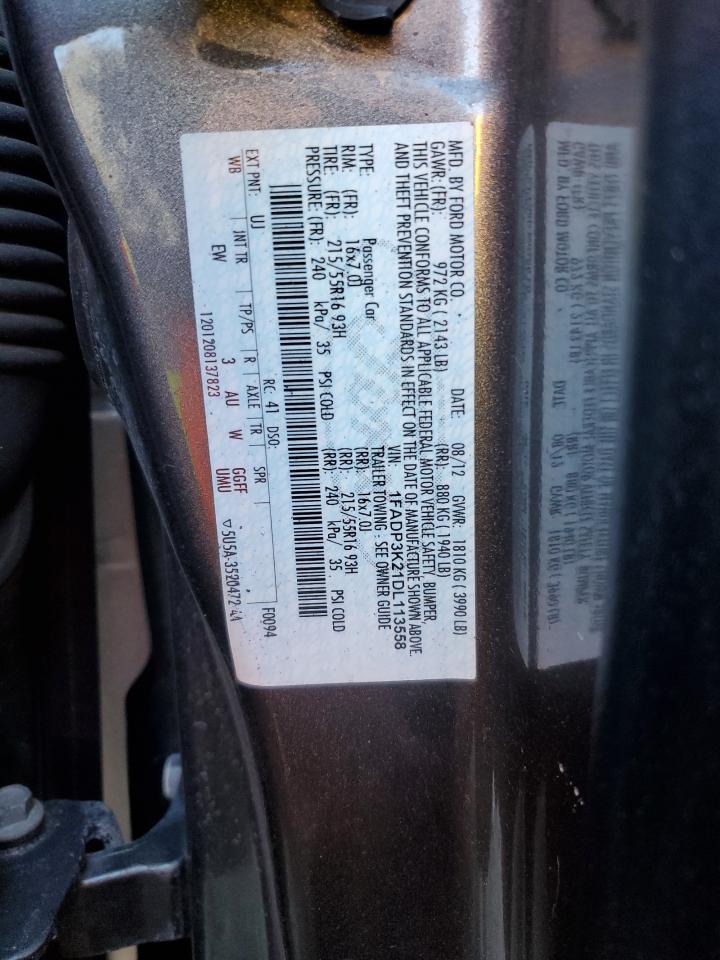 MFD. BY FORD MOTOR CO.
DATE: 08/12 GVWR: 1810 KG ( 3990 LB)
GAWR: (FR): 972 KG ( 2143 LB) (RR): 880 KG ( 1940 LB)
THIS VEHICLE CONFORMS TO ALL APPLICABLE FEDERAL MOTOR VEHICLE SAFETY, BUMPER,
AND THEFT PREVENTION STANDARDS IN EFFECT ON THE DATE OF MANUFACTURE SHOWN ABOVE.
VIN: 1FADP3K21DL113558
TYPE: Passenger Car TRAILER TOWING : SEE OWNER GUIDE
RIM: (FR): 16x7.0J (RR): 16x7.0J
TIRE: (FR): 215/55R16 93H (RR): 215/55R16 93H
PRESSURE: (FR): 240 kPa/ 35 PSI COLD (RR): 240 kPa/ 35 PSI COLD
RC: 41 DSO: F0094
EXT PNT: UJ
WB INT TR TP/PS R AXLE TR SPR
EW 3 AU W GGFF
UMU
1201208137823
▽5U5A-3520472-AA